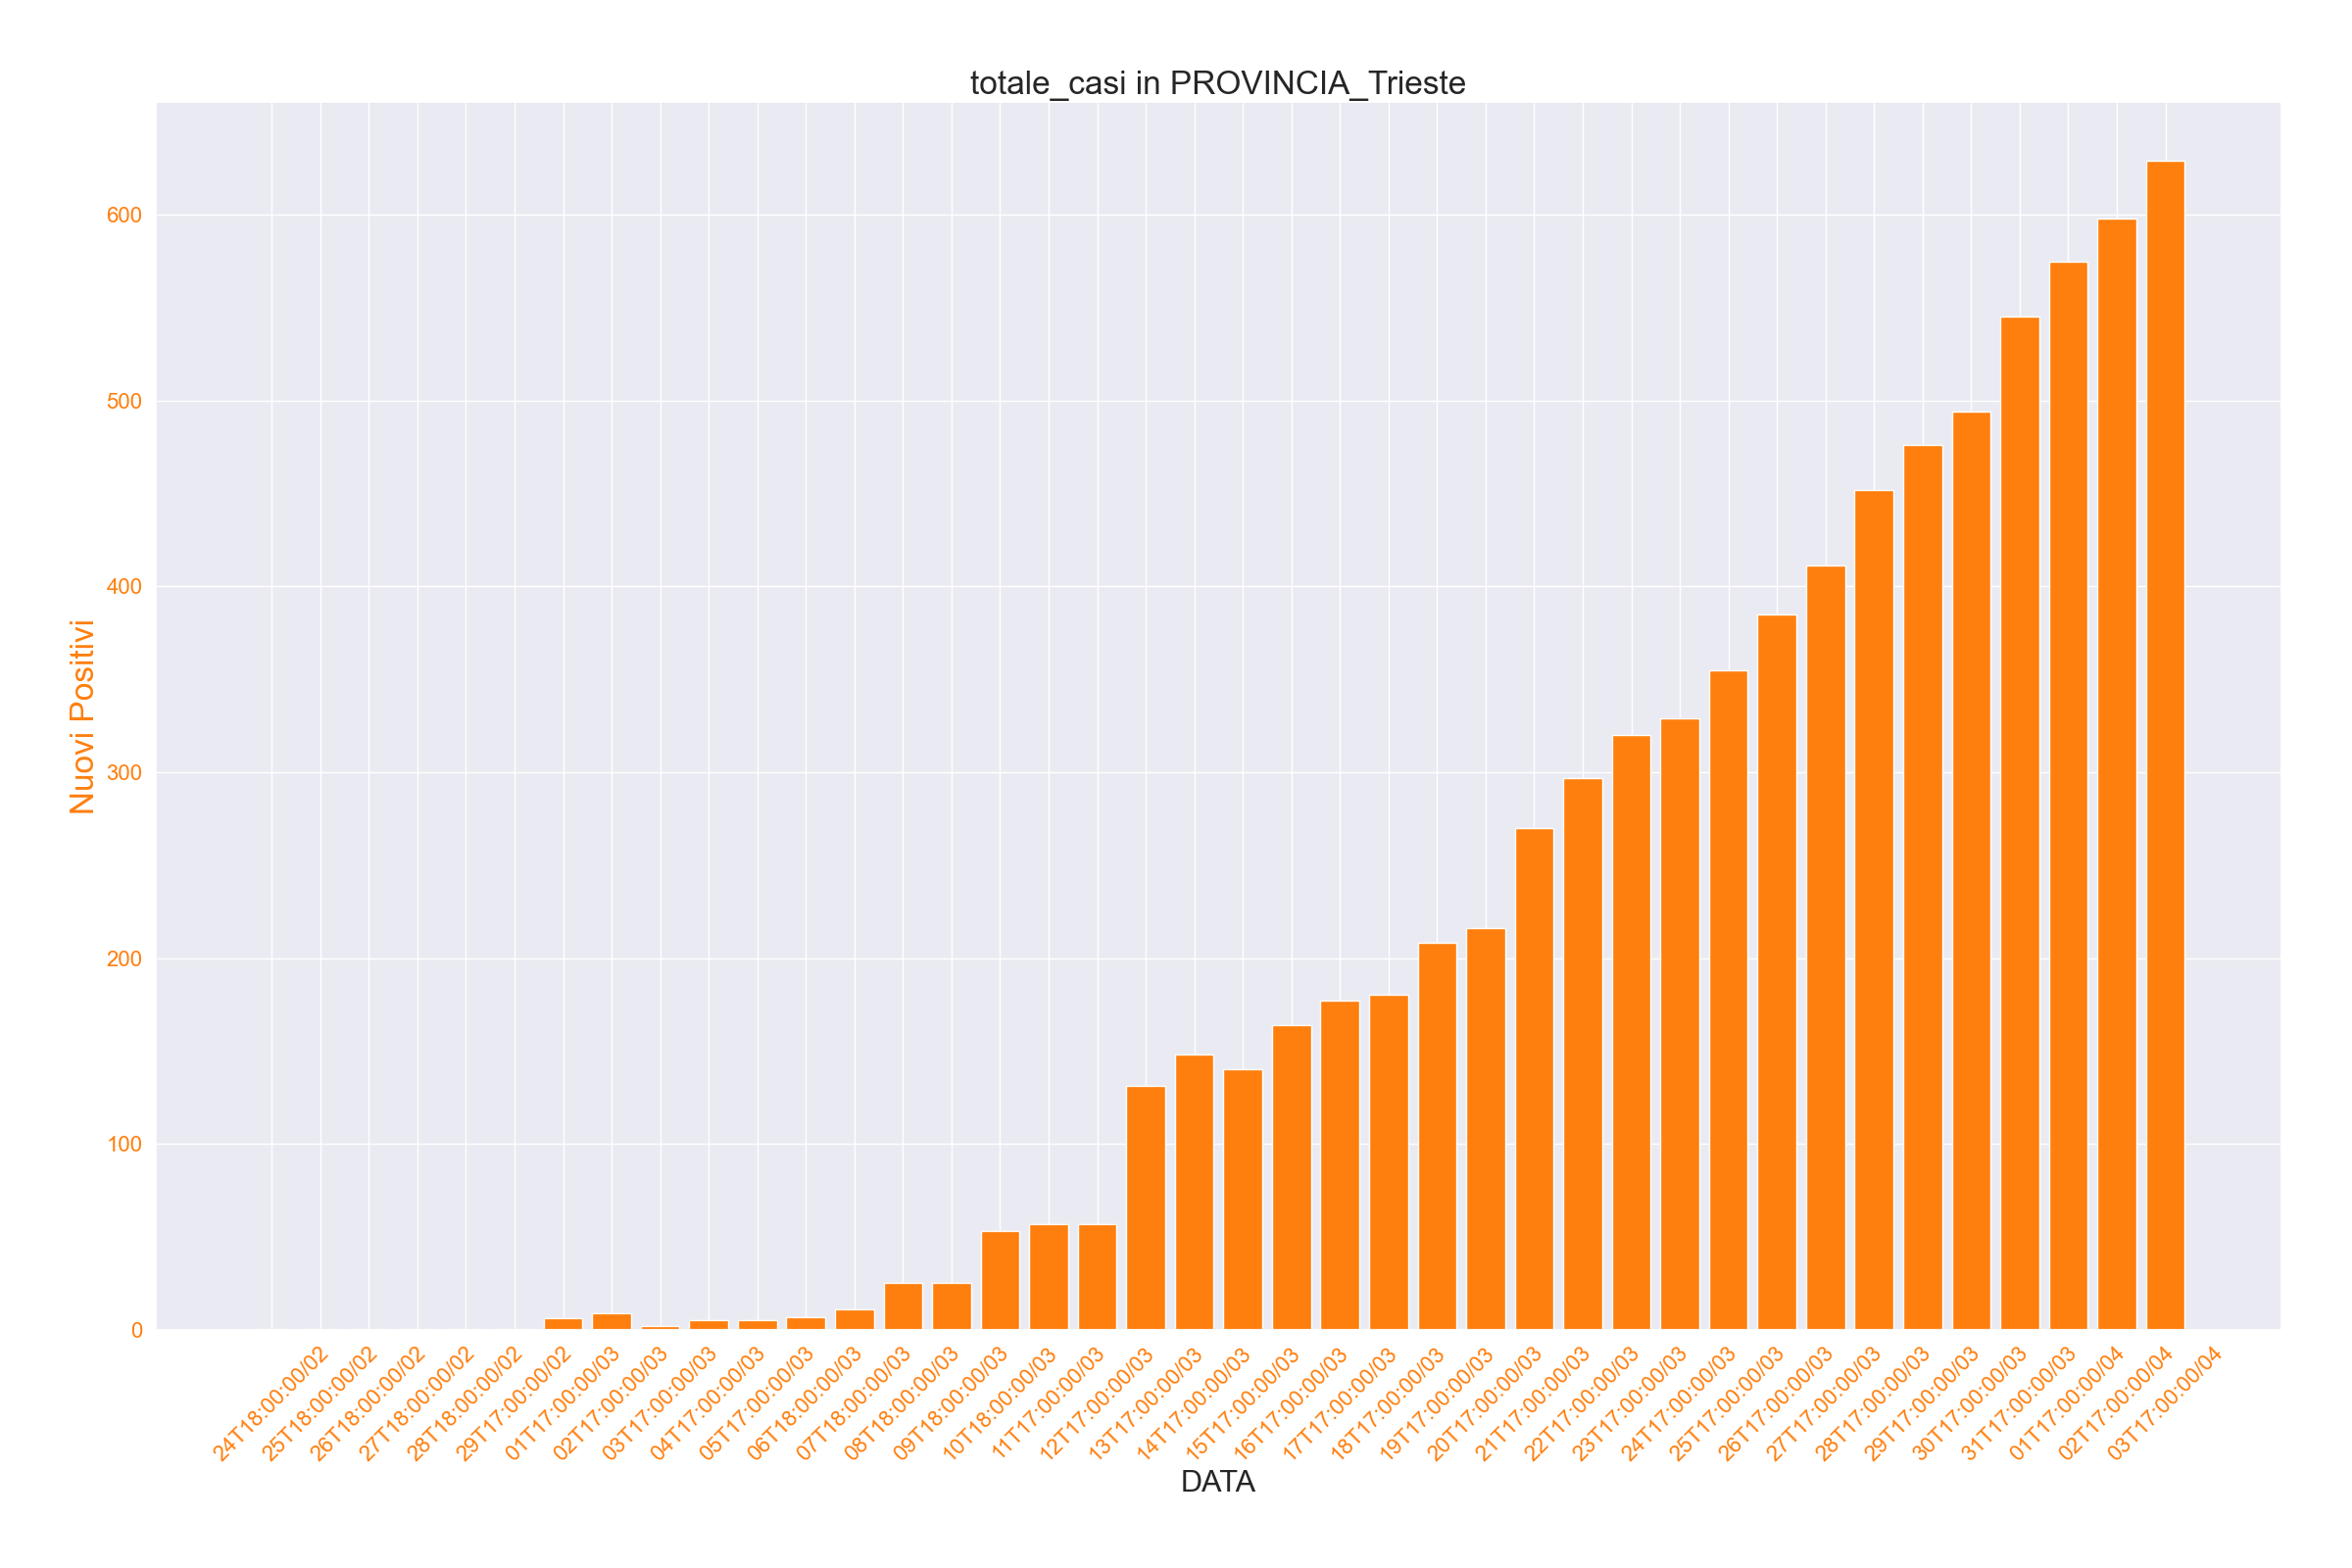 totale_casi in PROVINCIA_Trieste
Nuovi Positivi
600
500
400
300
200
100
0
24T18:00:00/02
25T18:00:00/02
26T18:00:00/02
27T18:00:00/02
28T18:00:00/02
29T17:00:00/02
01T17:00:00/03
02T17:00:00/03
03T17:00:00/03
04T17:00:00/03
05T17:00:00/03
06T18:00:00/03
07T18:00:00/03
08T18:00:00/03
09T18:00:00/03
10T18:00:00/03
11T17:00:00/03
12T17:00:00/03
13T17:00:00/03
14T17:00:00/03
15T17:00:00/03
16T17:00:00/03
17T17:00:00/03
18T17:00:00/03
19T17:00:00/03
20T17:00:00/03
21T17:00:00/03
22T17:00:00/03
23T17:00:00/03
24T17:00:00/03
25T17:00:00/03
26T17:00:00/03
27T17:00:00/03
28T17:00:00/03
29T17:00:00/03
30T17:00:00/03
31T17:00:00/03
01T17:00:00/04
02T17:00:00/04
03T17:00:00/04
DATA